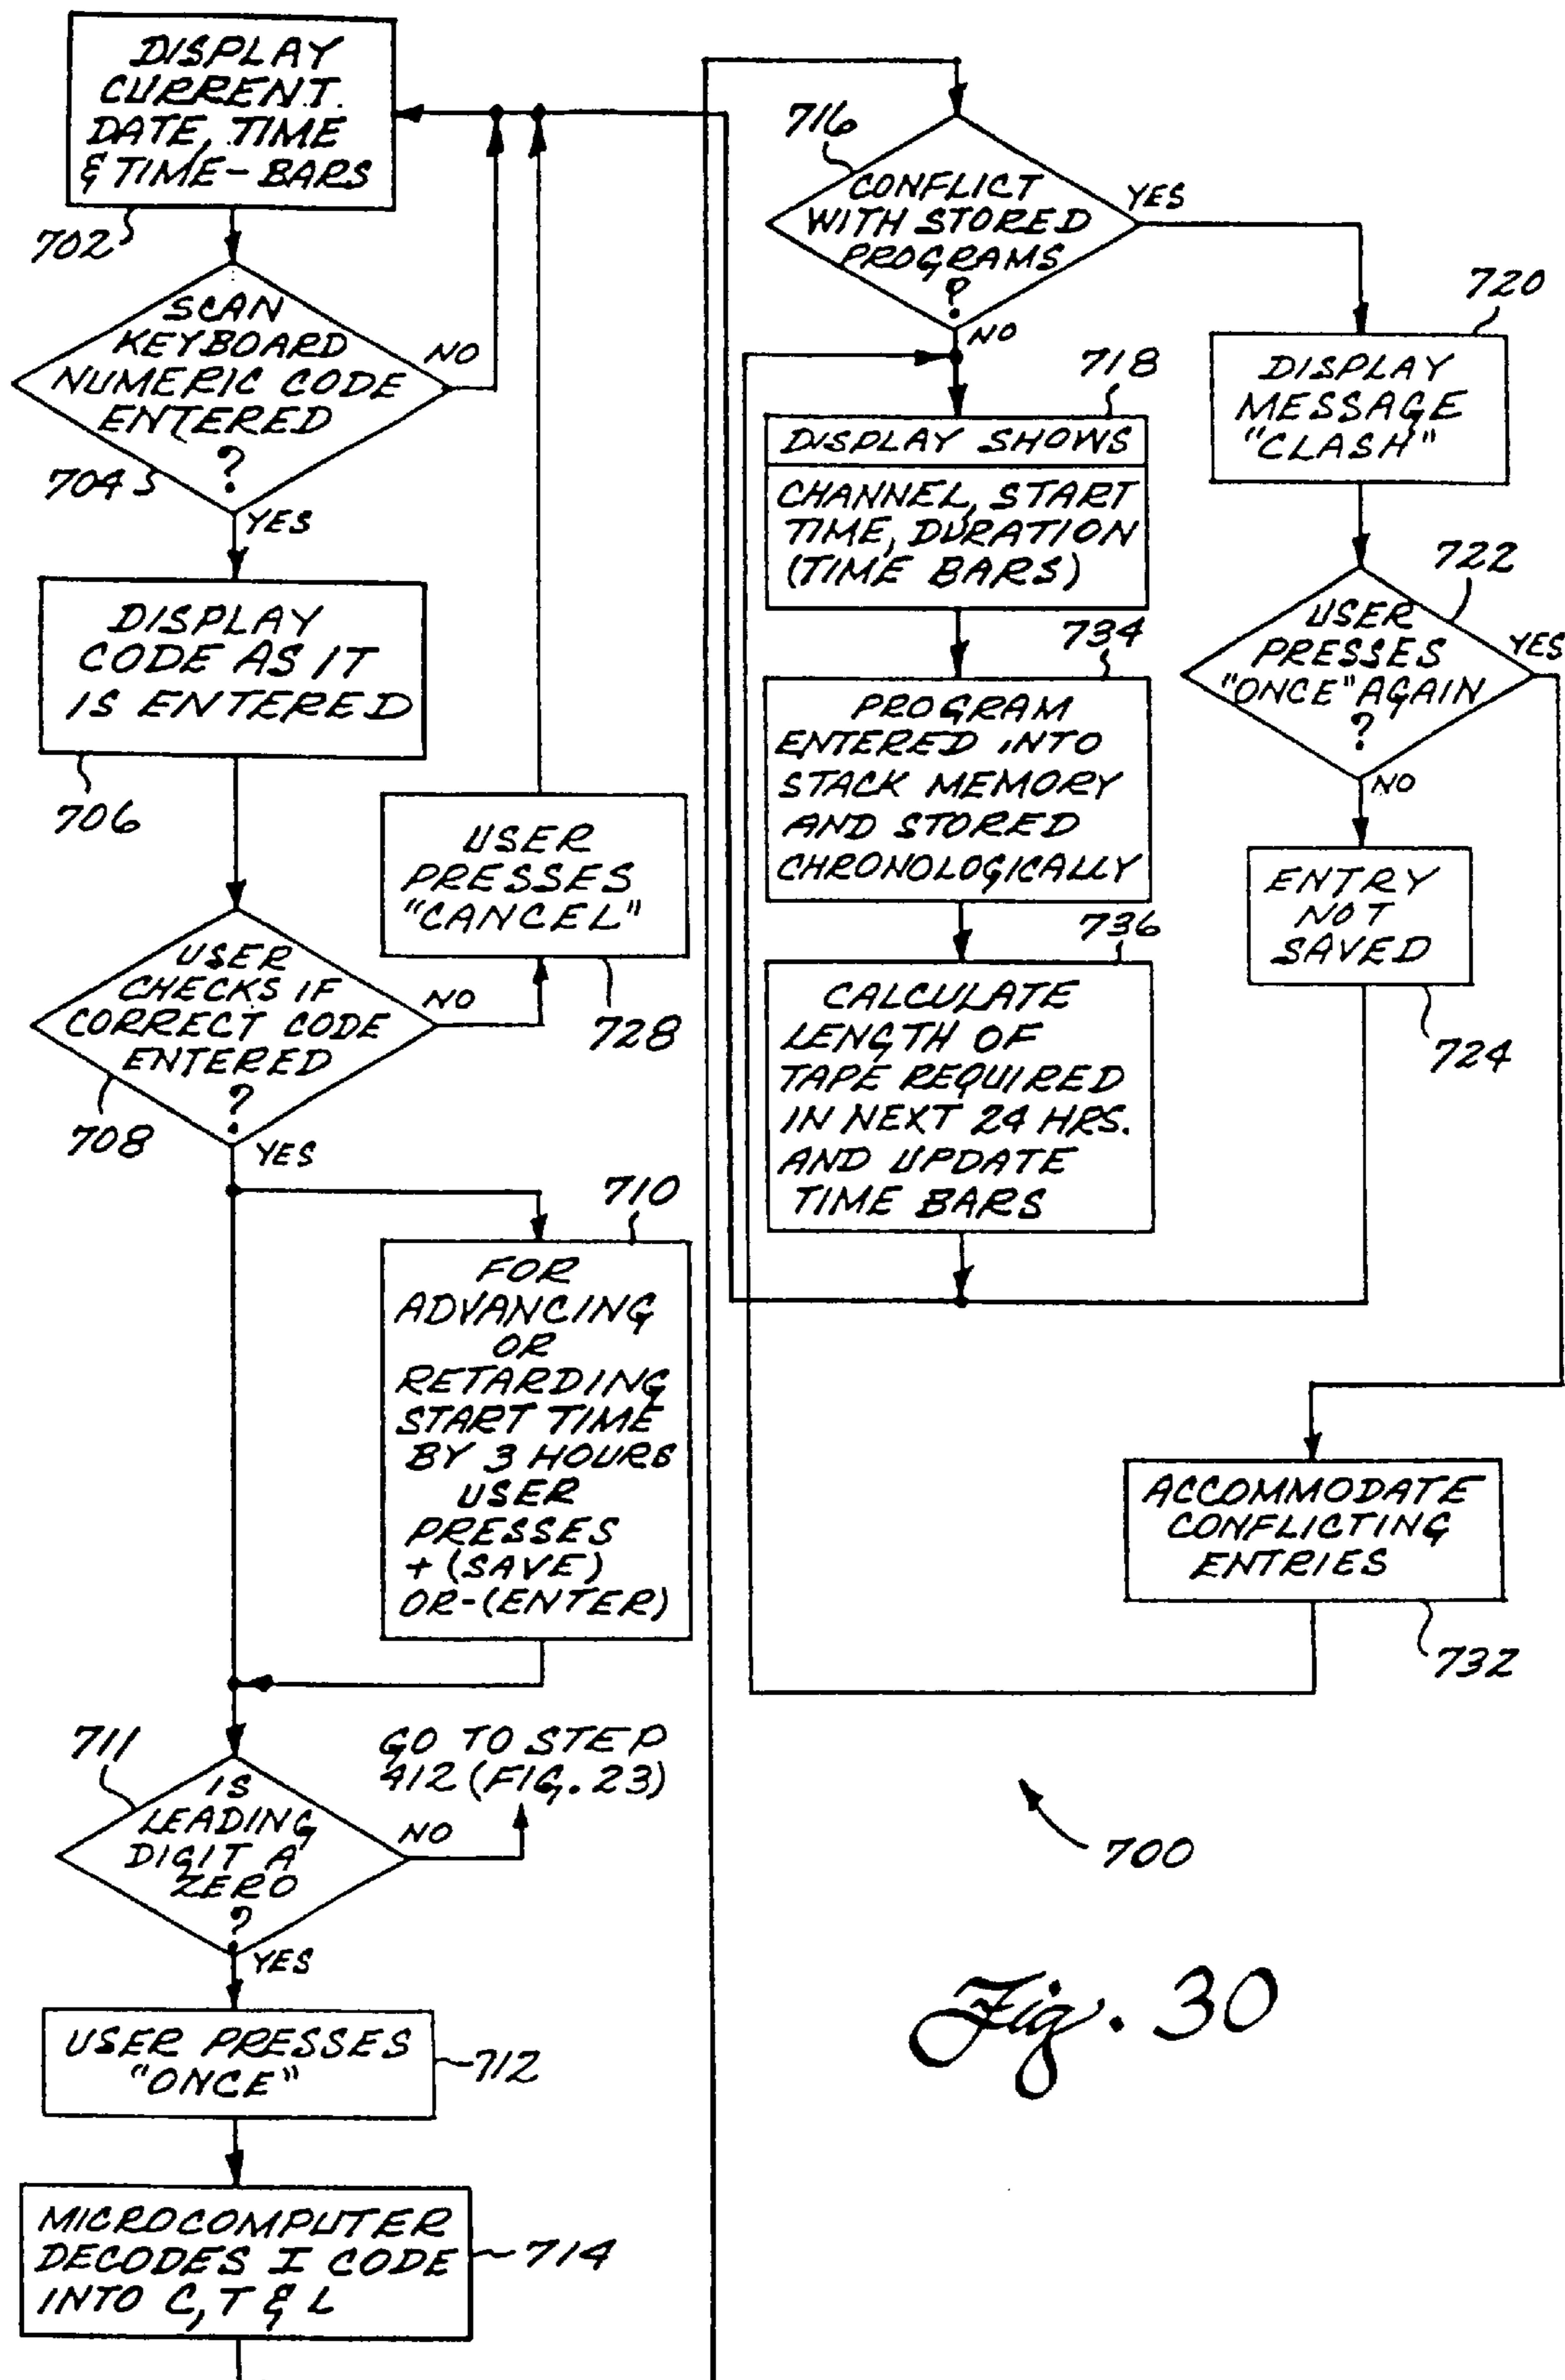 DISPLAY
CURRENT.
DATE, TIME
& TIME-BARS
702
SCAN
KEYBOARD
NUMERIC CODE
ENTERED
?
NO
704
YES
DISPLAY
CODE AS IT
IS ENTERED
706
USER
PRESSES
"CANCEL"
728
USER
CHECKS IF
CORRECT CODE
ENTERED
?
NO
708
YES
710
FOR
ADVANCING
OR
RETARDING
START TIME
BY 3 HOURS
USER
PRESSES
+ (SAVE)
OR-(ENTER)
711
IS
LEADING
DIGIT A
ZERO
?
NO
GO TO STEP
412 (FIG. 23)
YES
USER PRESSES
"ONCE"
712
MICROCOMPUTER
DECODES I CODE
INTO C, T & L
714
716
CONFLICT
WITH STORED
PROGRAMS
?
YES
NO
718
DISPLAY SHOWS
CHANNEL, START
TIME, DURATION
(TIME BARS)
734
PROGRAM
ENTERED INTO
STACK MEMORY
AND STORED
CHRONOLOGICALLY
736
CALCULATE
LENGTH OF
TAPE REQUIRED
IN NEXT 24 HRS.
AND UPDATE
TIME BARS
720
DISPLAY
MESSAGE
"CLASH"
722
USER
PRESSES
"ONCE" AGAIN
?
YES
NO
ENTRY
NOT
SAVED
724
ACCOMMODATE
CONFLICTING
ENTRIES
732
700
Fig. 30